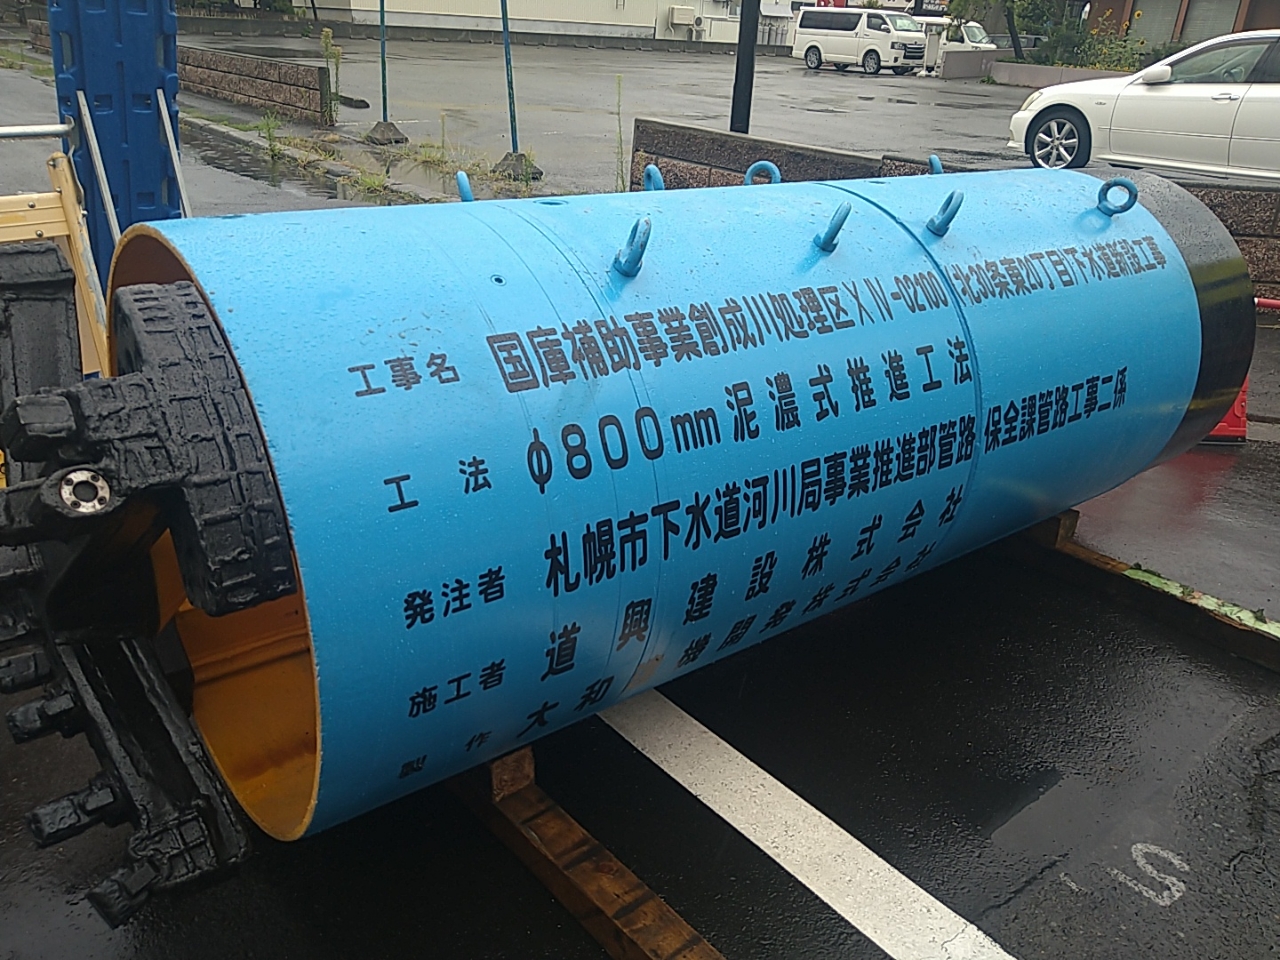 工事名 国庫補助事業創成川処理区ⅩⅣ-02100 北30条東20丁目下水道新設工事
工法 φ800mm泥濃式推進工法
発注者 札幌市下水道河川局事業推進部管路保全課管路工事二係
施工者 道興建設株式会社
製作 大和機開発株式会社